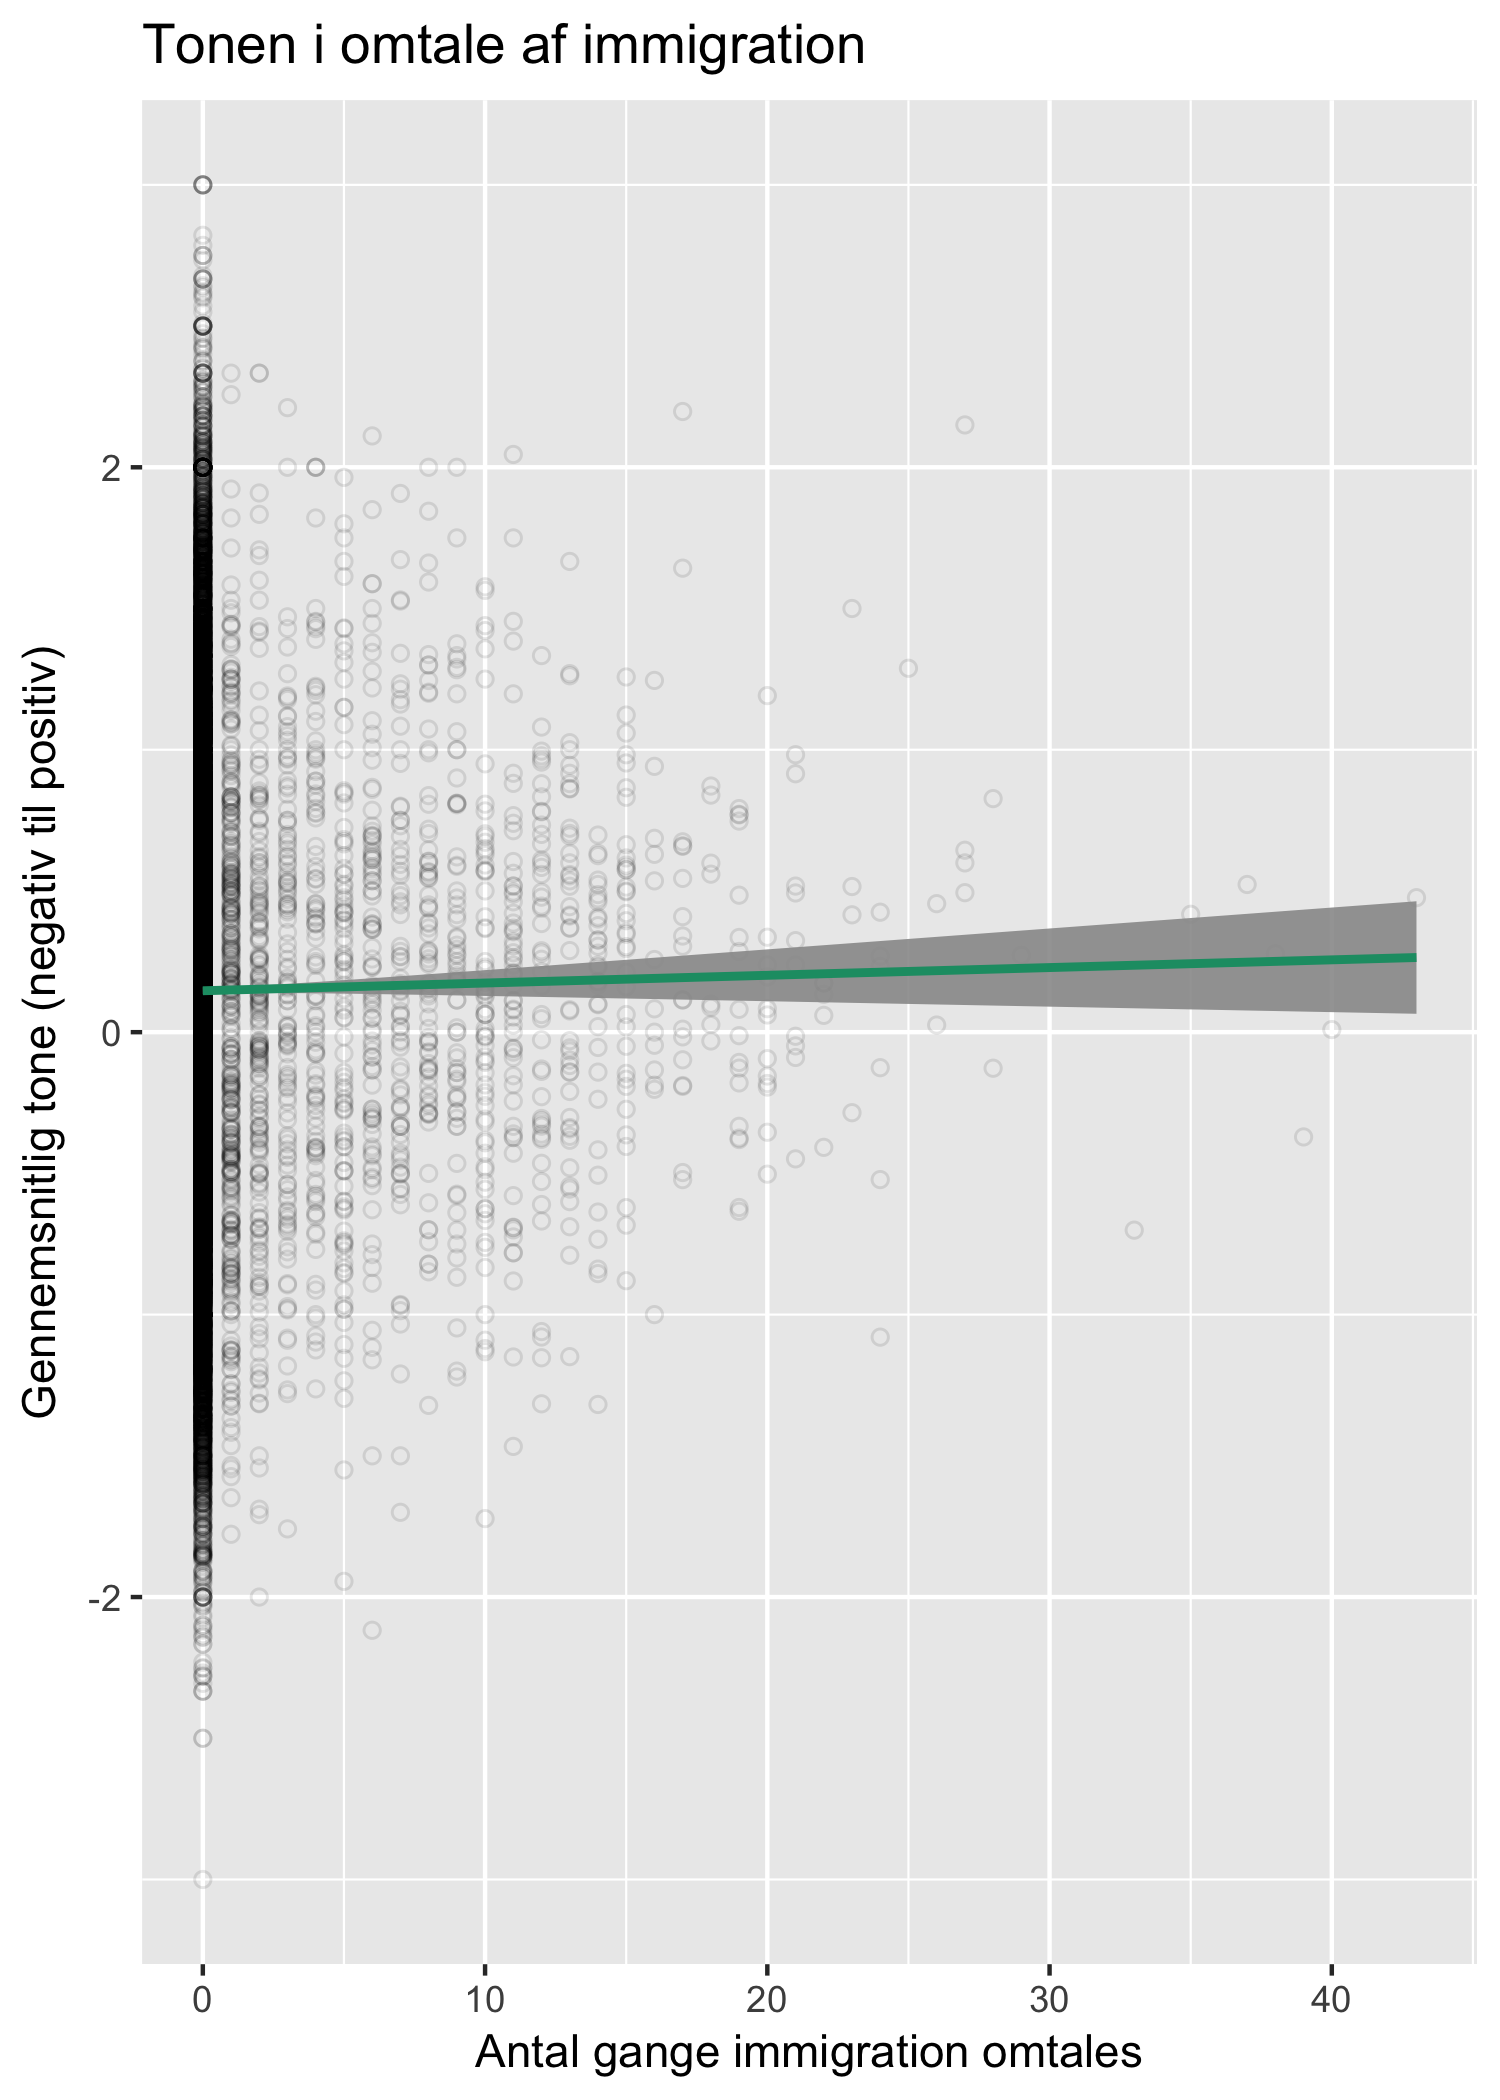 Tonen i omtale af immigration
Gennemsnitlig tone (negativ til positiv)
2
0
-2
0
10
20
30
40
Antal gange immigration omtales